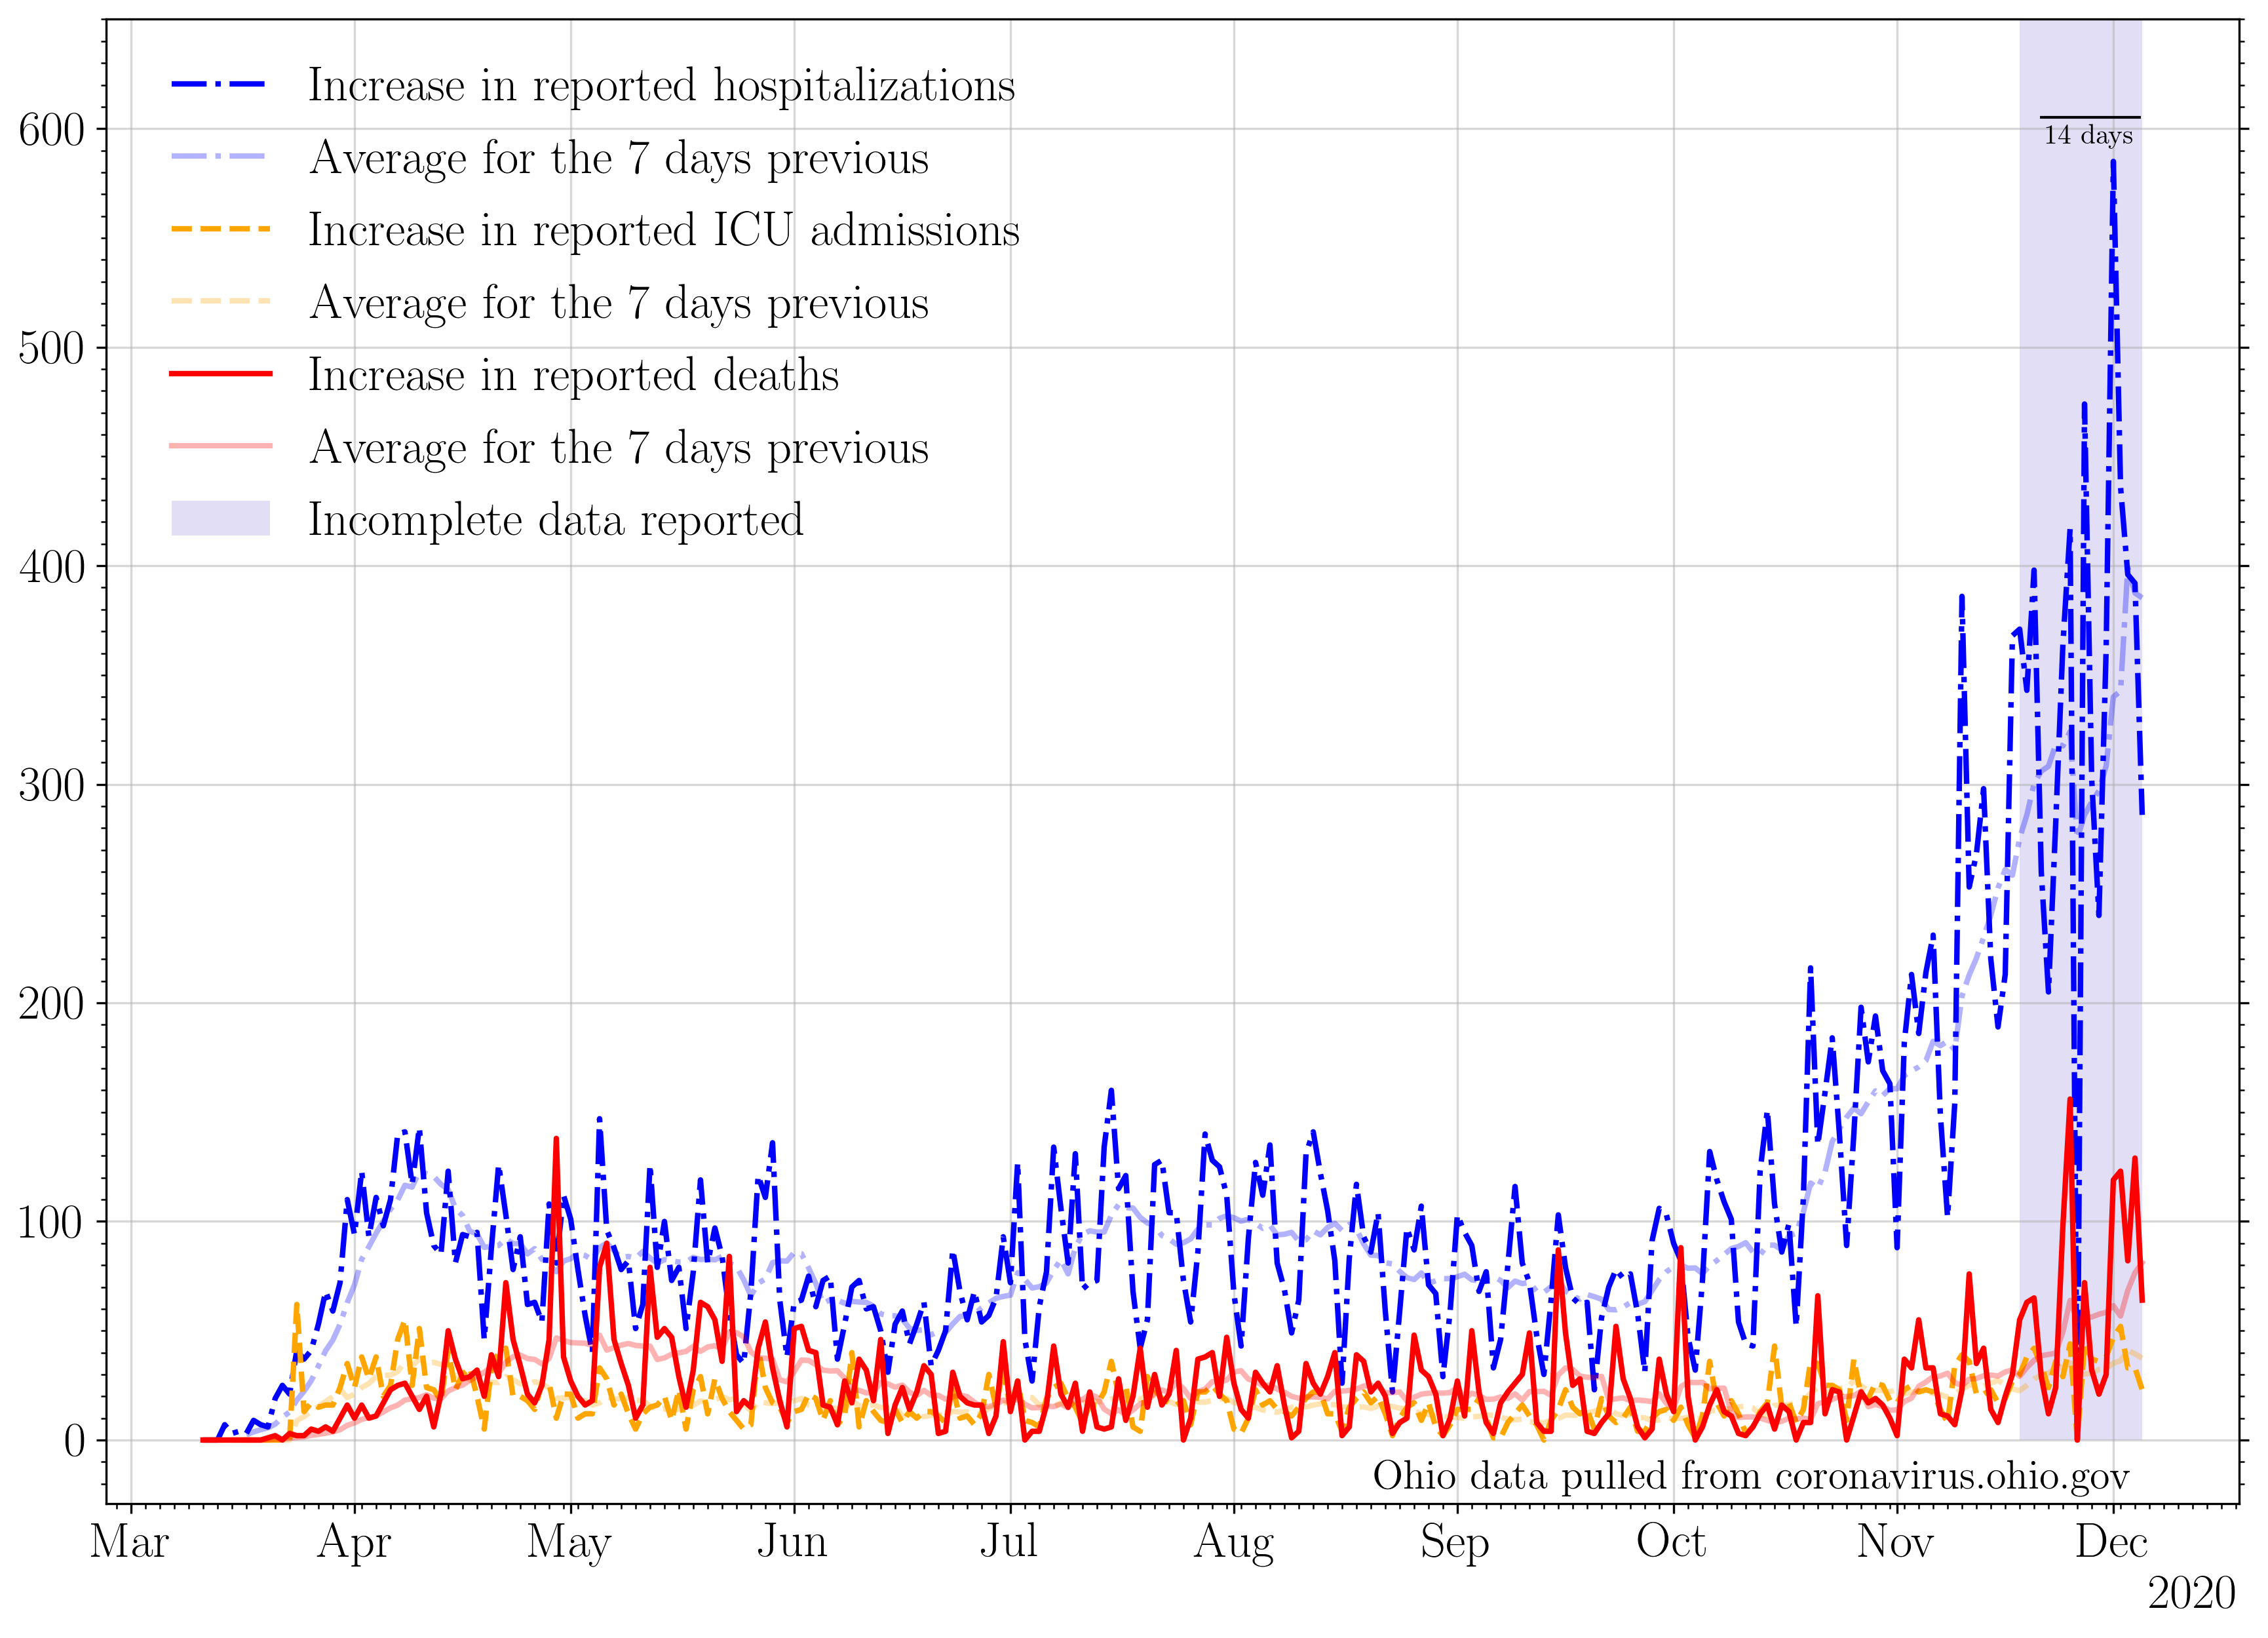 Increase in reported hospitalizations
Average for the 7 days previous
Increase in reported ICU admissions
Average for the 7 days previous
Increase in reported deaths
Average for the 7 days previous
Incomplete data reported
14 days
600
500
400
300
200
100
0
Ohio data pulled from coronavirus.ohio.gov
Mar Apr May Jun Jul Aug Sep Oct Nov Dec
2020